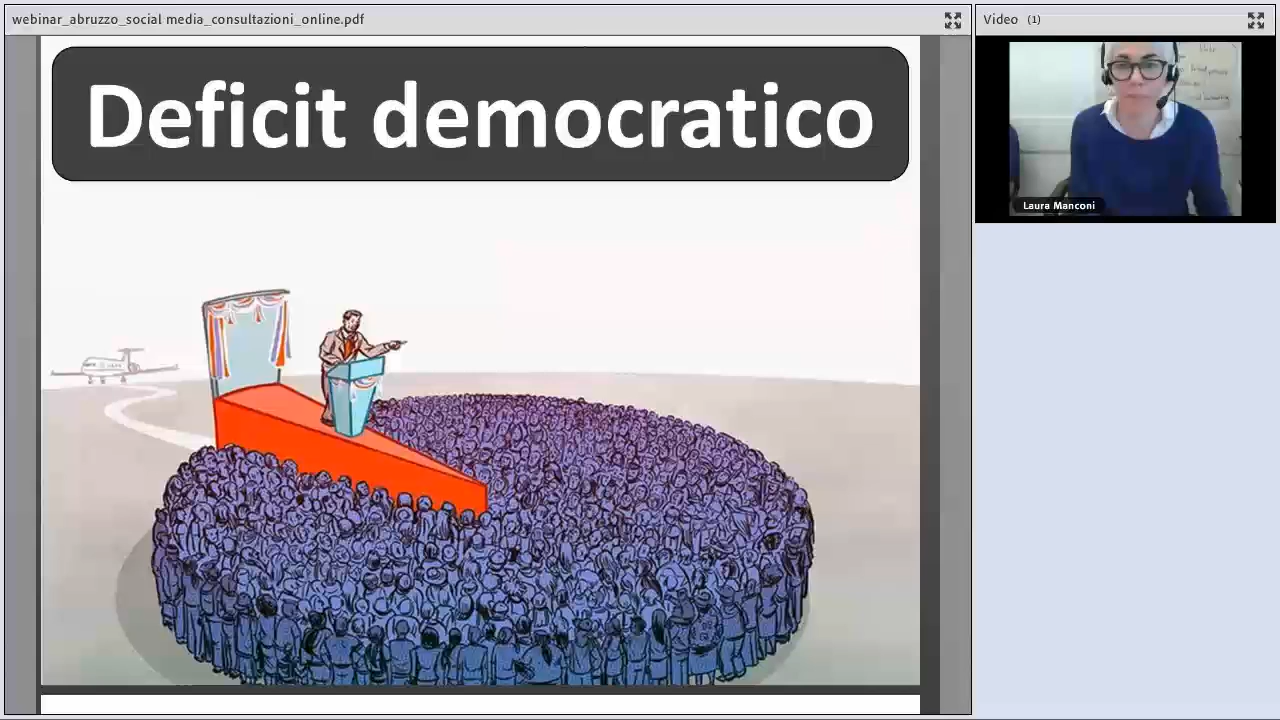 webinar_abruzzo_social media_consultazioni_online.pdf
Video (1)
Deficit democratico
Laura Manconi